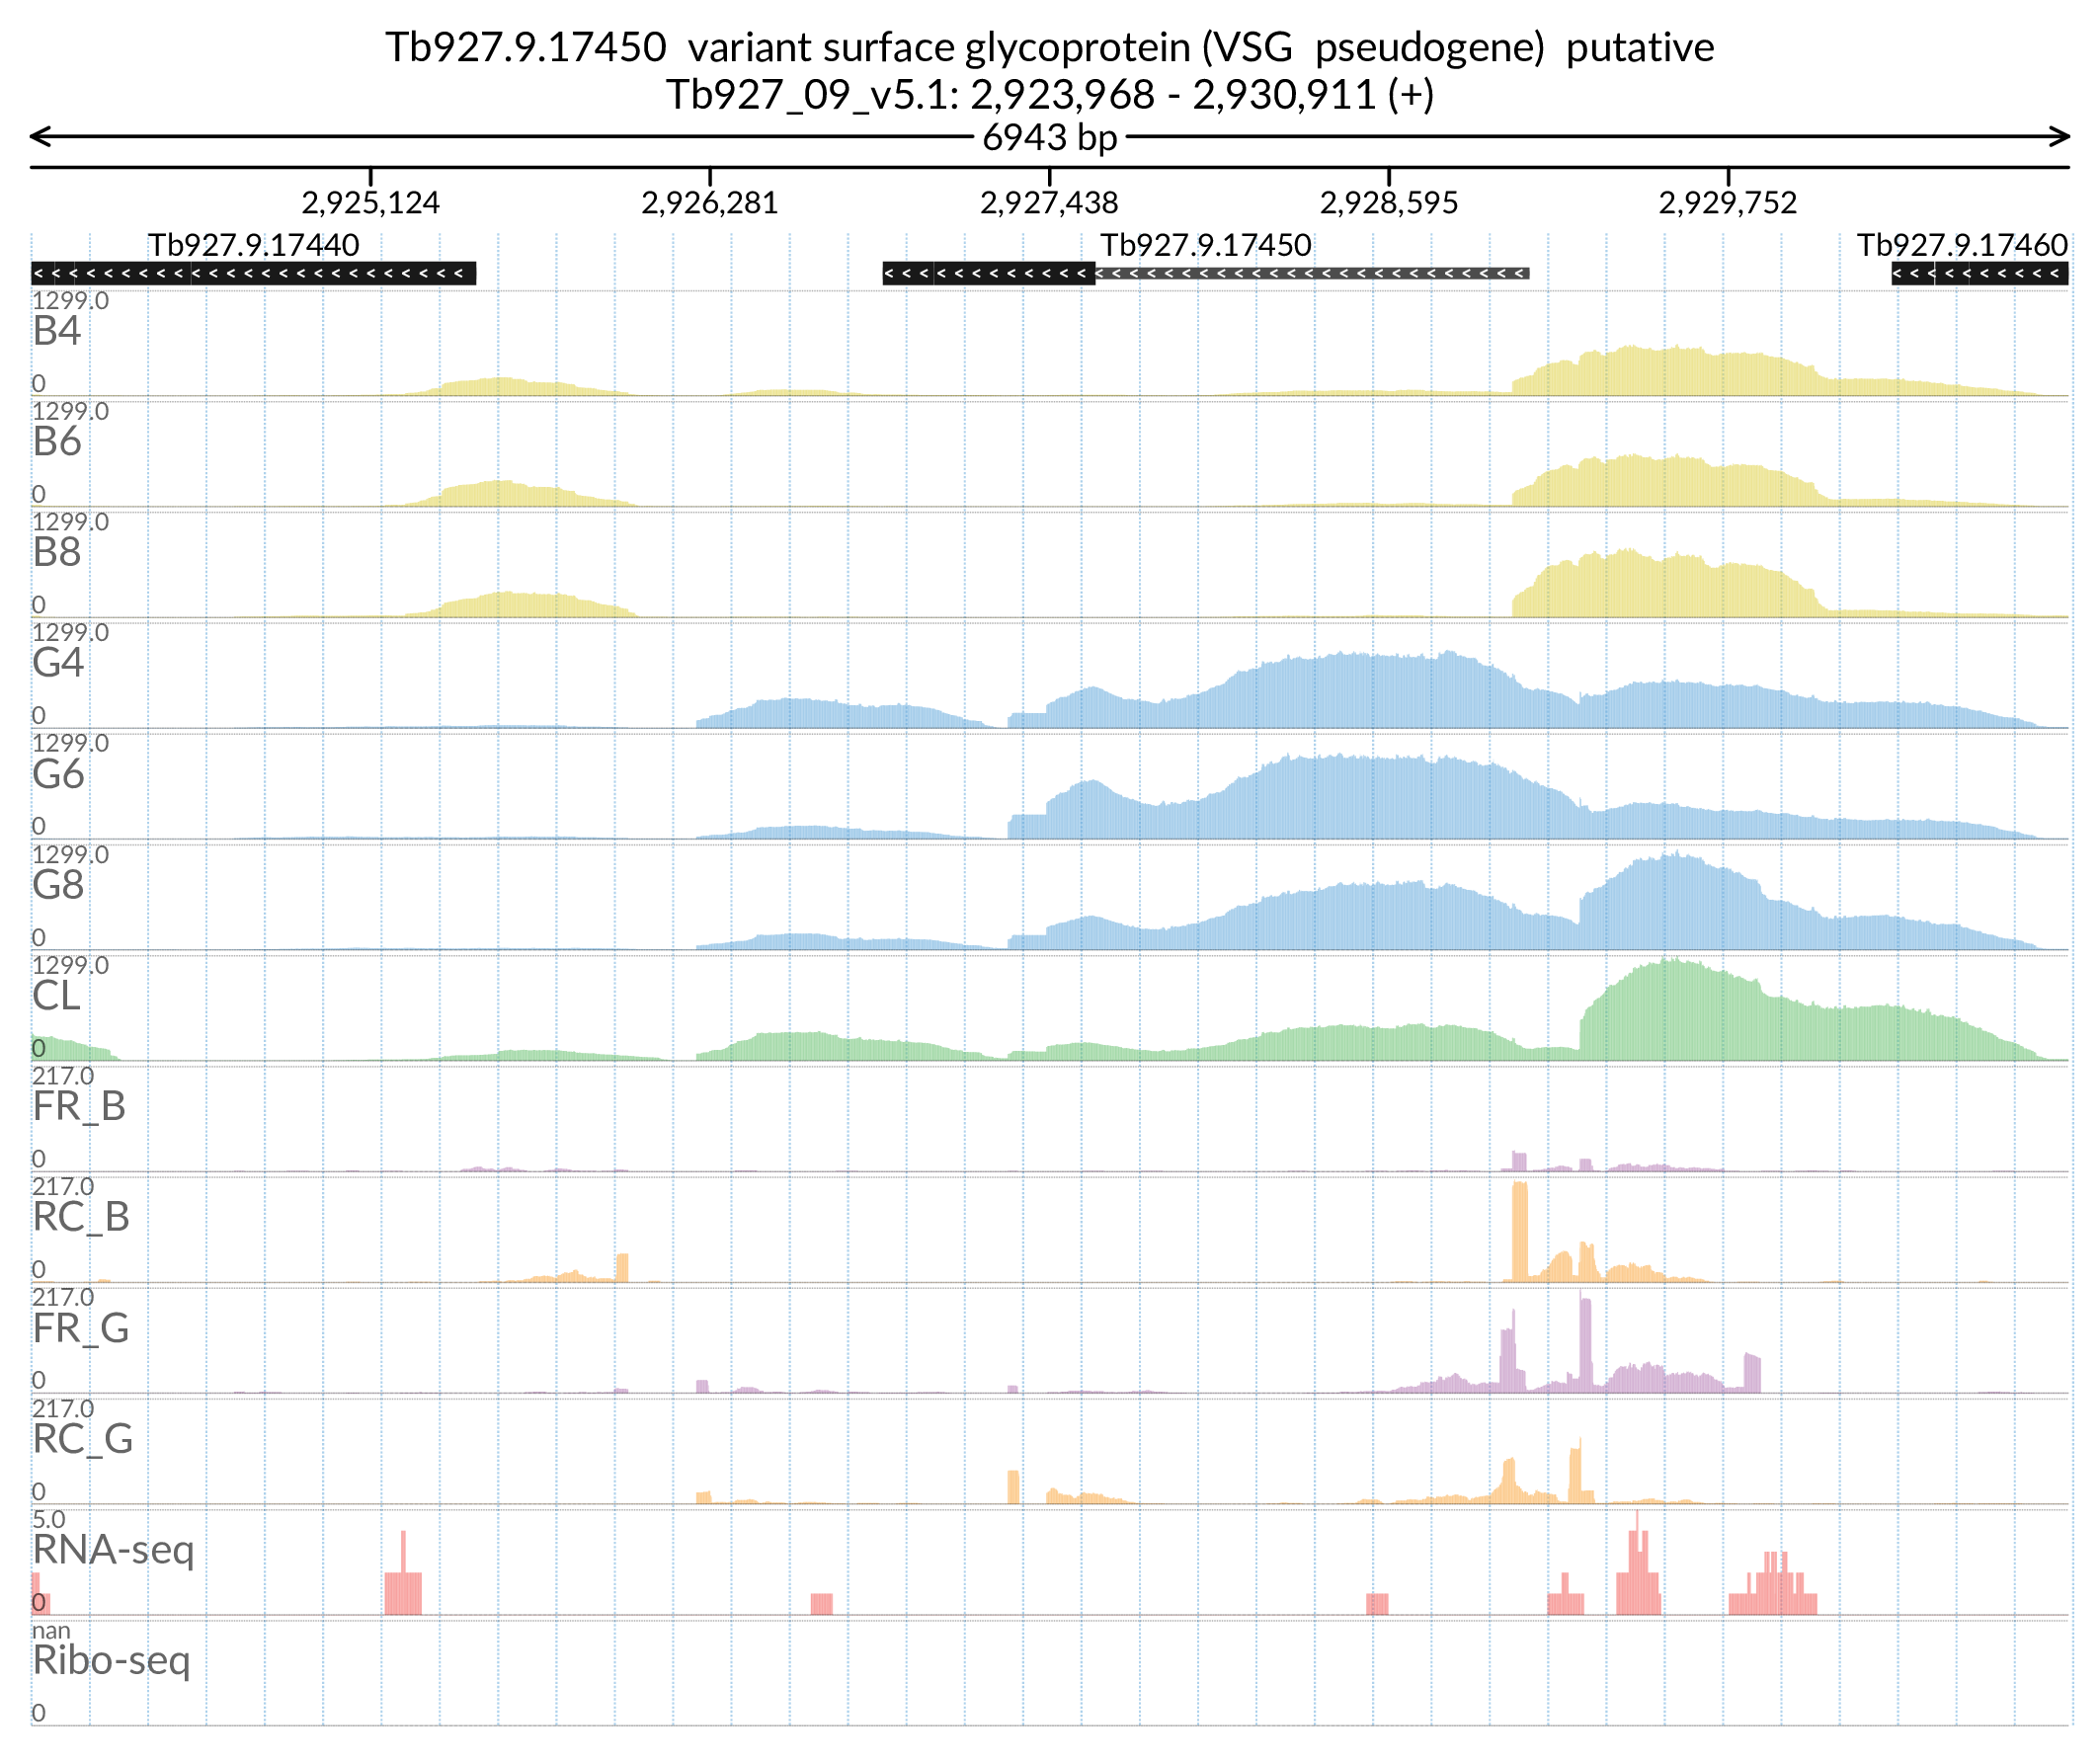 Tb927.9.17450  variant surface glycoprotein (VSG  pseudogene)  putative
Tb927_09_v5.1: 2,923,968 - 2,930,911 (+)
6943 bp
2,925,124 2,926,281 2,927,438 2,928,595 2,929,752
Tb927.9.17440 Tb927.9.17450 Tb927.9.17460
1299.0
B4
0
1299.0
B6
0
1299.0
B8
0
1299.0
G4
0
1299.0
G6
0
1299.0
G8
0
1299.0
CL
0
217.0
FR_B
0
217.0
RC_B
0
217.0
FR_G
0
217.0
RC_G
0
5.0
RNA-seq
0
nan
Ribo-seq
0